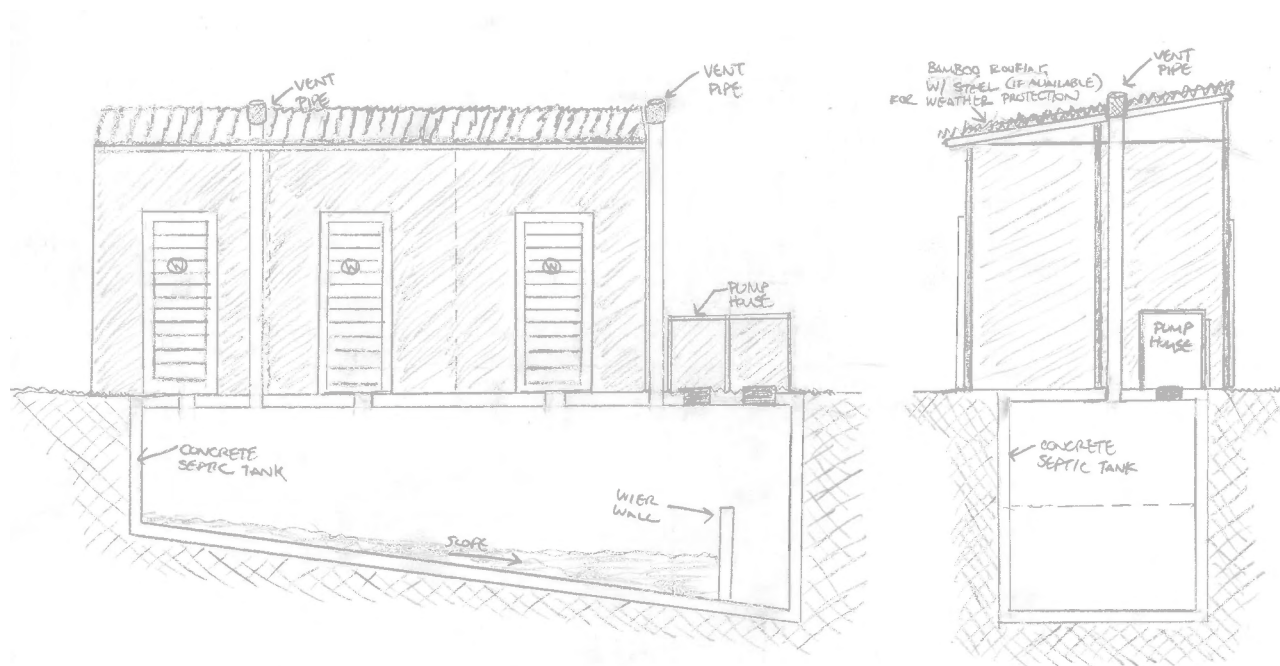 VENT
PIPE
VENT
PIPE
W
W
W
PUMP
HOUSE
CONCRETE
SEPTIC TANK
WIER
WALL
SLOPE
BAMBOO ROOFING,
W/ STEEL (IF AVAILABLE)
FOR WEATHER PROTECTION
VENT
PIPE
PUMP
HOUSE
CONCRETE
SEPTIC TANK